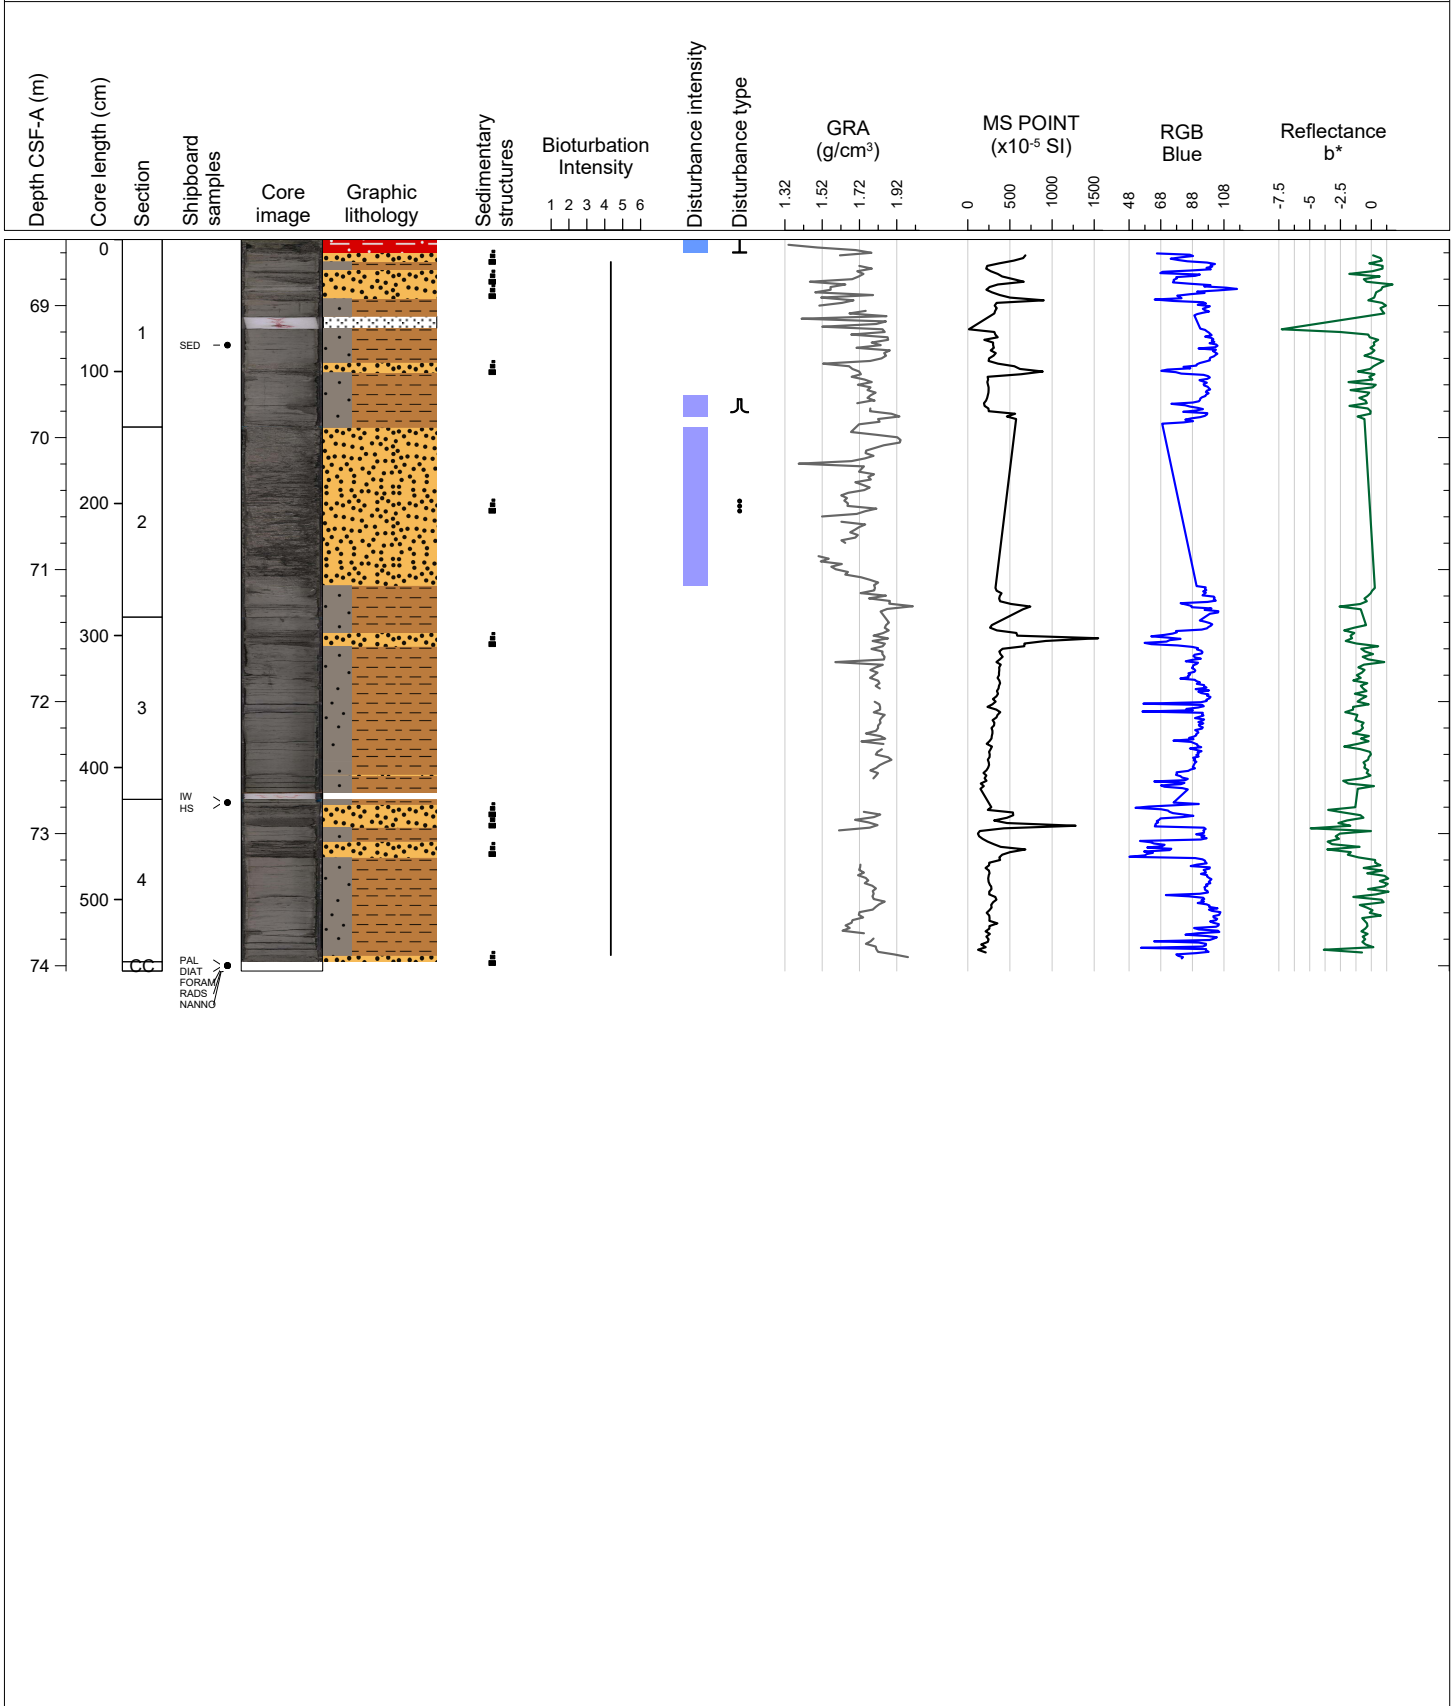 Depth CSF-A (m)
Core length (cm)
Section
Shipboard
samples
Core
image
Graphic
lithology
Sedimentary
structures
Bioturbation
Intensity
1 2 3 4 5 6
Disturbance intensity
Disturbance type
GRA
(g/cm³)
1.32 1.52 1.72 1.92
MS POINT
(x10⁻⁵ SI)
0 500 1000 1500
RGB
Blue
48 68 88 108
Reflectance
b*
-7.5 -5 -2.5 0
0
69
1
SED
100
70
200
2
71
300
72
3
400
IW
HS
73
4
500
74
CC
PAL
DIAT
FORAM
RADS
NANNO